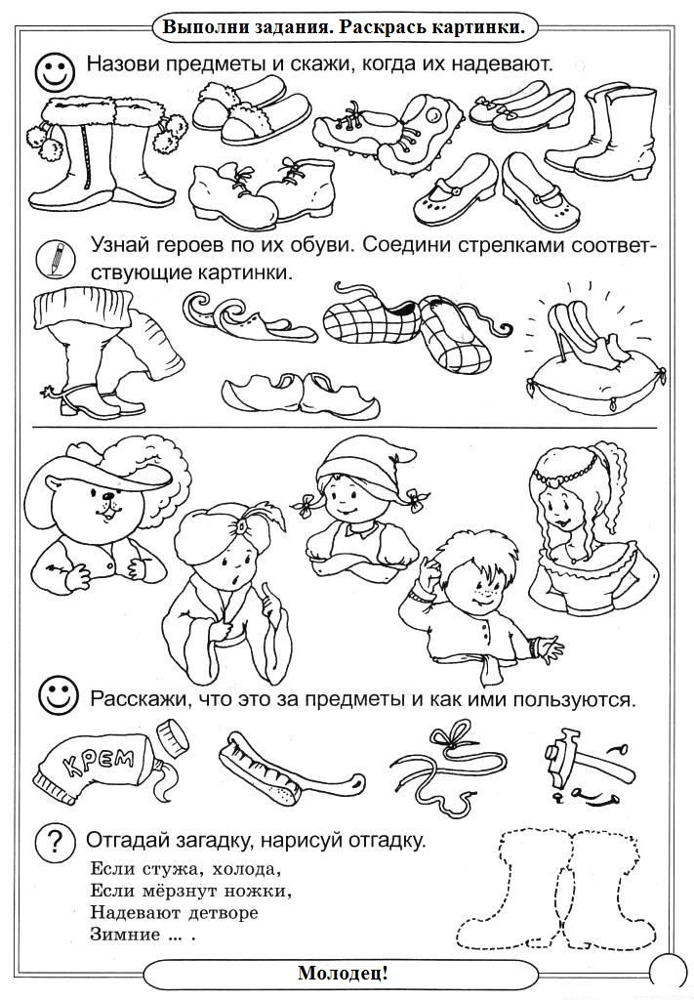 Выполни задания. Раскрась картинки.
Назови предметы и скажи, когда их надевают.
Узнай героев по их обуви. Соедини стрелками соответ-
ствующие картинки.
Расскажи, что это за предметы и как ими пользуются.
КРЕМ
?
Отгадай загадку, нарисуй отгадку.
Если стужа, холода,
Если мёрзнут ножки,
Надевают детворе
Зимние ... .
Молодец!